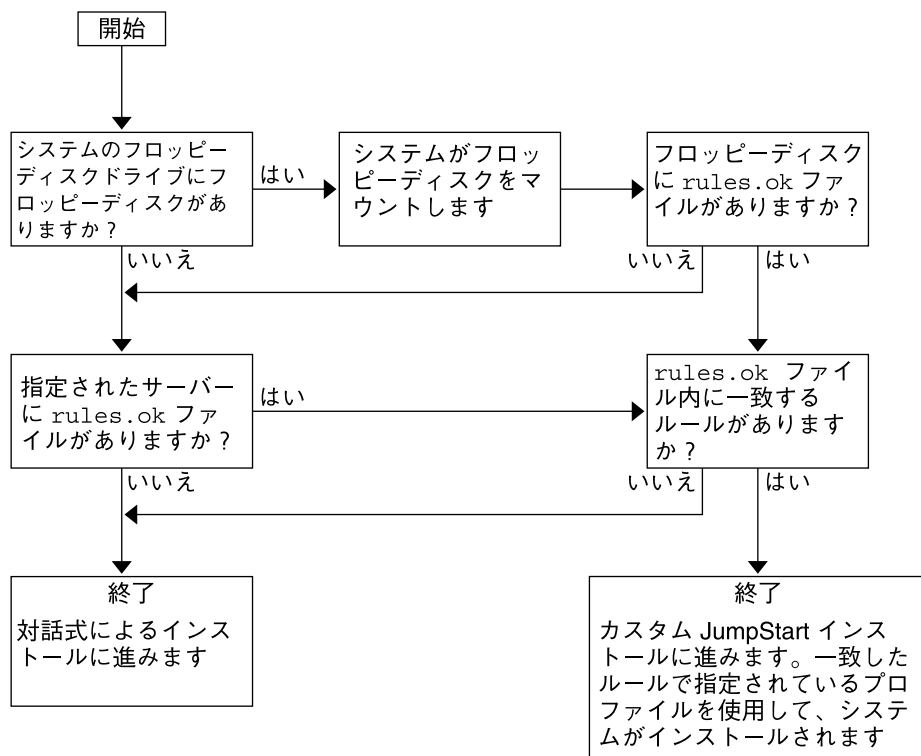 開始
システムのフロッピー
ディスクドライブにフ
ロッピーディスクがあ
りますか？
はい
システムがフロッ
ピーディスクをマ
ウントします
フロッピーディスク
に rules.ok ファ
イルがありますか？
いいえ
いいえ
はい
指定されたサーバー
に rules.ok ファ
イルがありますか？
はい
rules.ok ファイ
ル内に一致する
ルールがあります
か？
いいえ
いいえ
はい
終了
対話式によるインス
トールに進みます
終了
カスタム JumpStart インス
トールに進みます。一致した
ルールで指定されているプロ
ファイルを使用して、システ
ムがインストールされます